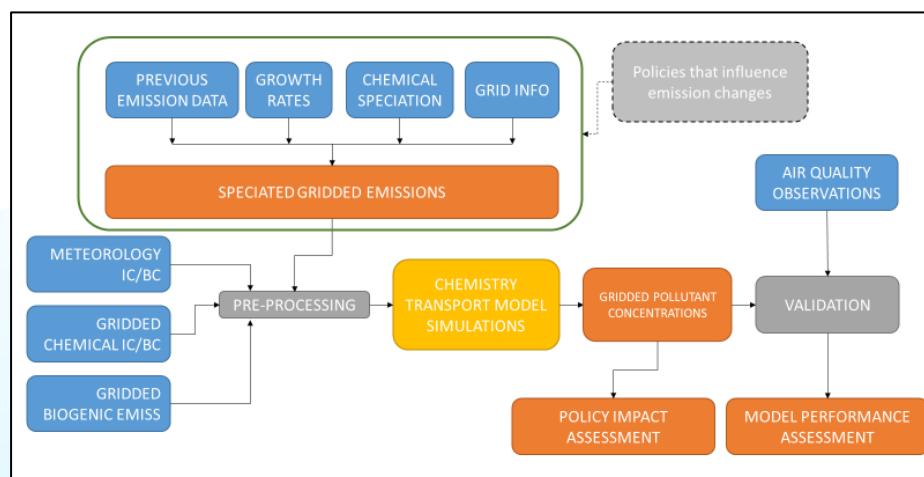 PREVIOUS
EMISSION DATA
GROWTH
RATES
CHEMICAL
SPECIATION
GRID INFO
Policies that influence
emission changes
SPECIATED GRIDDED EMISSIONS
AIR QUALITY
OBSERVATIONS
METEOROLOGY
IC/BC
GRIDDED
CHEMICAL IC/BC
GRIDDED
BIOGENIC EMISS
PRE-PROCESSING
CHEMISTRY
TRANSPORT MODEL
SIMULATIONS
GRIDDED POLLUTANT
CONCENTRATIONS
VALIDATION
POLICY IMPACT
ASSESSMENT
MODEL PERFORMANCE
ASSESSMENT